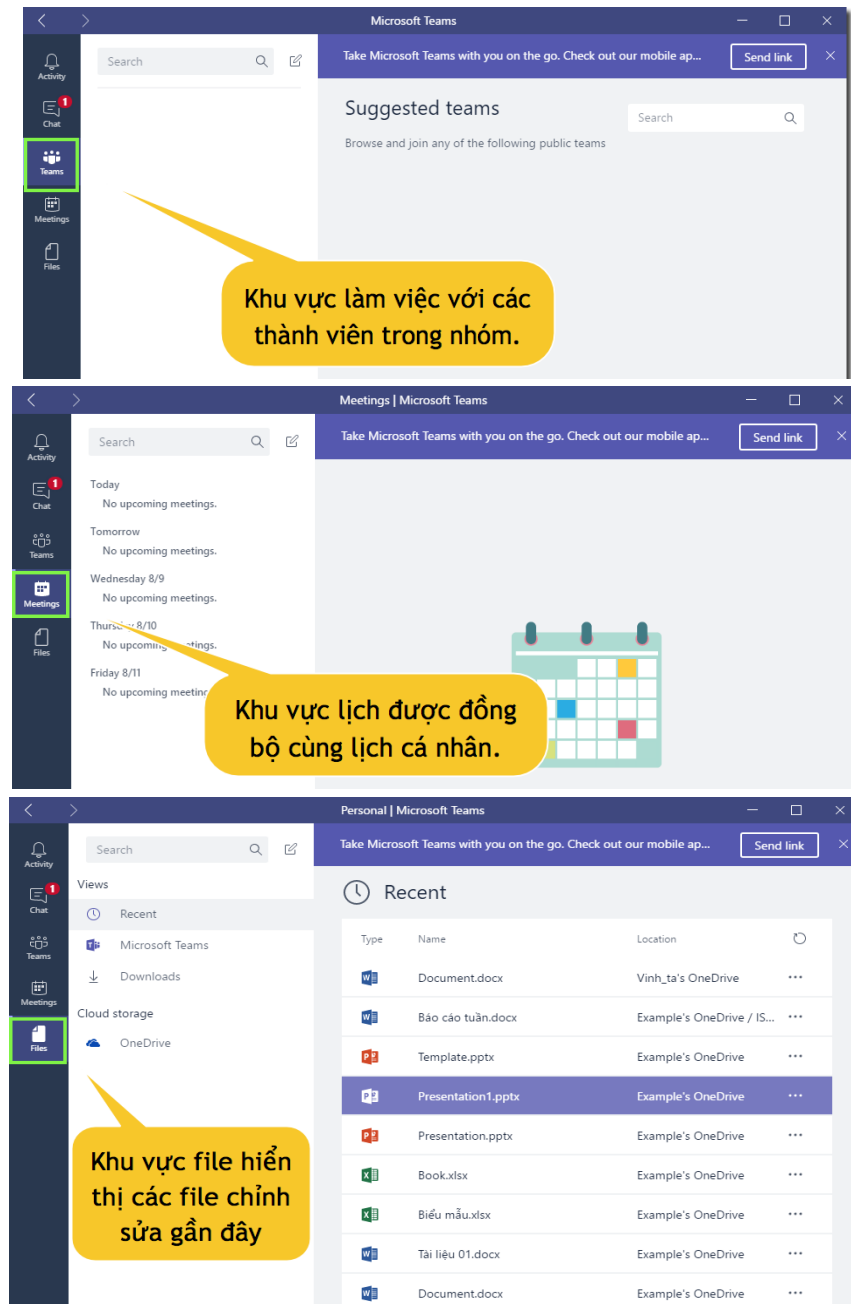 Microsoft Teams
Activity
Search
Take Microsoft Teams with you on the go. Check out our mobile ap...
Send link
1
Chat
Suggested teams
Search
Browse and join any of the following public teams
Teams
Meetings
Files
Khu vực làm việc với các
thành viên trong nhóm.
Meetings | Microsoft Teams
Activity
Search
Take Microsoft Teams with you on the go. Check out our mobile ap...
Send link
1
Chat
Teams
Meetings
Files
Today
No upcoming meetings.
Tomorrow
No upcoming meetings.
Wednesday 8/9
No upcoming meetings.
Thursday 8/10
No upcoming meetings.
Friday 8/11
No upcoming
Khu vực lịch được đồng
bộ cùng lịch cá nhân.
Personal | Microsoft Teams
Activity
Search
Take Microsoft Teams with you on the go. Check out our mobile ap...
Send link
1
Chat
Teams
Meetings
Files
Views
Recent
Microsoft Teams
Downloads
Cloud storage
OneDrive
Recent
Type Name Location
Document.docx Vinh_ta's OneDrive ...
Báo cáo tuần.docx Example's OneDrive / IS... ...
Template.pptx Example's OneDrive ...
Presentation1.pptx Example's OneDrive ...
Presentation.pptx Example's OneDrive ...
Book.xlsx Example's OneDrive ...
Biểu mẫu.xlsx Example's OneDrive ...
Tài liệu 01.docx Example's OneDrive ...
Document.docx Example's OneDrive ...
Khu vực file hiển
thị các file chỉnh
sửa gần đây